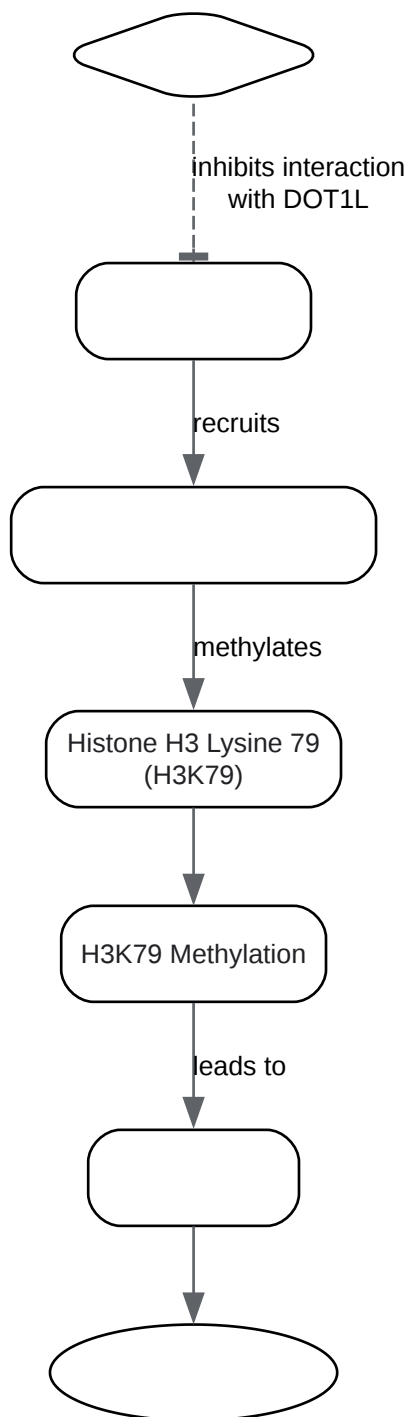 inhibits interaction
with DOT1L
recruits
methylates
Histone H3 Lysine 79
(H3K79)
H3K79 Methylation
leads to